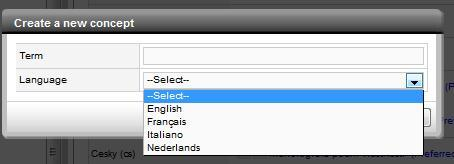 Create a new concept
Term
Language --Select--
--Select--
English
Français
Italiano
Nederlands
Cesky (cs)